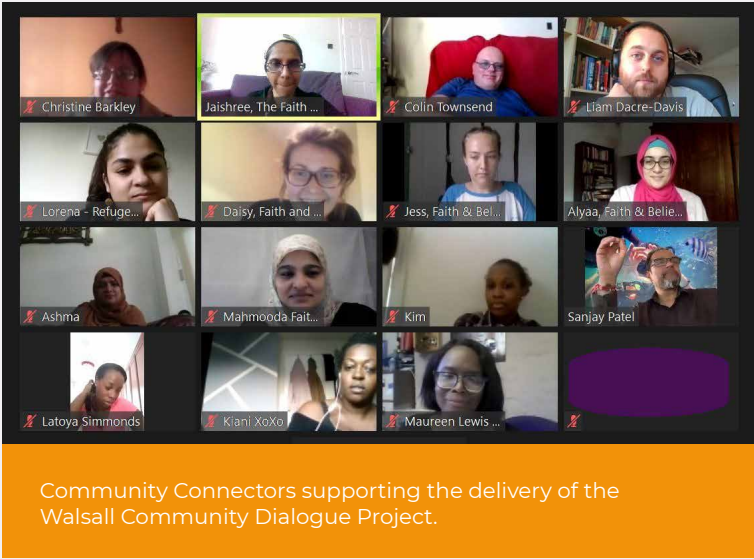 Christine Barkley
Jaishree, The Faith ...
Colin Townsend
Liam Dacre-Davis
Lorena - Refuge...
Daisy, Faith and ...
Jess, Faith & Bel...
Alyaa, Faith & Belie...
Ashma
Mahmooda Fait...
Kim
Sanjay Patel
Latoya Simmonds
Kiani XoXo
Maureen Lewis ...
Community Connectors supporting the delivery of the
Walsall Community Dialogue Project.